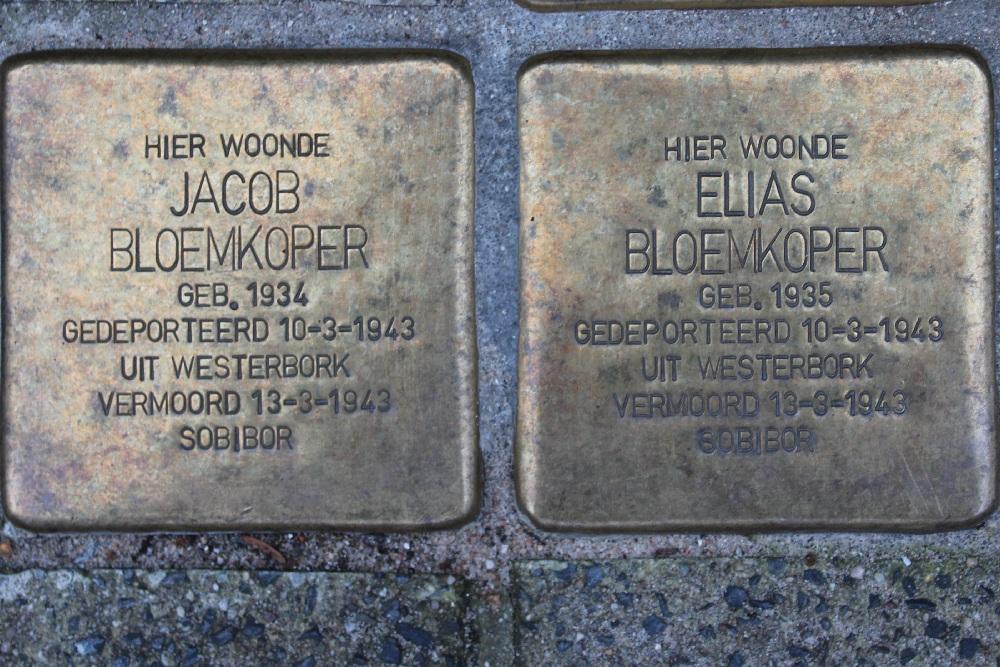 HIER WOONDE
JACOB
BLOEMKOPER
GEB. 1934
GEDEPORTEERD 10-3-1943
UIT WESTERBORK
VERMOORD 13-3-1943
SOBIBOR
HIER WOONDE
ELIAS
BLOEMKOPER
GEB. 1935
GEDEPORTEERD 10-3-1943
UIT WESTERBORK
VERMOORD 13-3-1943
SOBIBOR